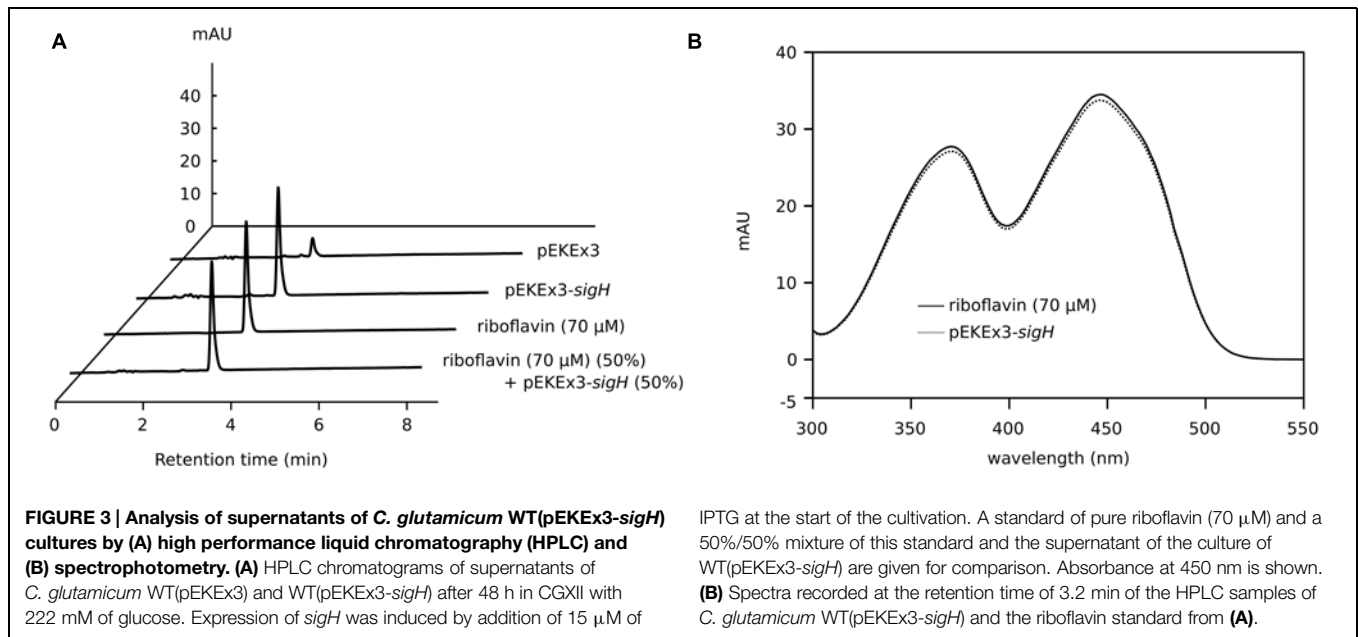 A
mAU
40
30
20
10
0
pEKEx3
pEKEx3-sigH
riboflavin (70 μM)
riboflavin (70 μM) (50%)
+ pEKEx3-sigH (50%)
0 2 4 6 8
Retention time (min)
B
40
30
20
10
0
-5
mAU
riboflavin (70 μM)
pEKEx3-sigH
300 350 400 450 500 550
wavelength (nm)
FIGURE 3 | Analysis of supernatants of C. glutamicum WT(pEKEx3-sigH)
cultures by (A) high performance liquid chromatography (HPLC) and
(B) spectrophotometry. (A) HPLC chromatograms of supernatants of
C. glutamicum WT(pEKEx3) and WT(pEKEx3-sigH) after 48 h in CGXII with
222 mM of glucose. Expression of sigH was induced by addition of 15 μM of
IPTG at the start of the cultivation. A standard of pure riboflavin (70 μM) and a
50%/50% mixture of this standard and the supernatant of the culture of
WT(pEKEx3-sigH) are given for comparison. Absorbance at 450 nm is shown.
(B) Spectra recorded at the retention time of 3.2 min of the HPLC samples of
C. glutamicum WT(pEKEx3-sigH) and the riboflavin standard from (A).